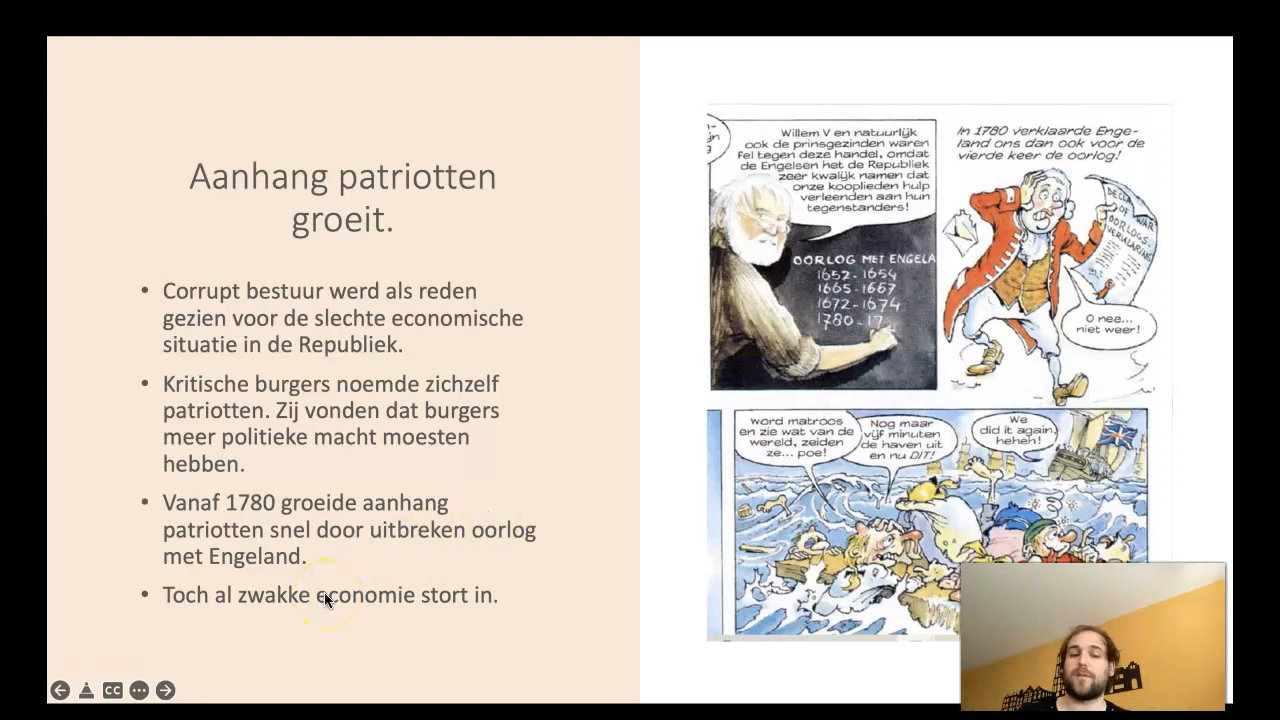 Aanhang patriotten
groeit.
• Corrupt bestuur werd als reden
gezien voor de slechte economische
situatie in de Republiek.
• Kritische burgers noemde zichzelf
patriotten. Zij vonden dat burgers
meer politieke macht moesten
hebben.
• Vanaf 1780 groeide aanhang
patriotten snel door uitbreken oorlog
met Engeland.
• Toch al zwakke economie stort in.
CC
Willem V en natuurlijk
ook de prinsgezinden waren
fel tegen deze handel, omdat
de Engelsen het de Republiek
zeer kwalijk namen dat
onze kooplieden hulp
verleenden aan hun
tegenstanders!
OORLOG MET ENGELA
1652-1654
1665-1667
1672-1674
1780-17
In 1780 verklaarde Enge-
land ons dan ook voor de
vierde keer de oorlog!
OORLOGS
VERKLARING
O nee...
niet weer!
word matroos
en zie wat van de
wereld, zeiden
ze... poe!
Nog maar
vijf minuten
de haven uit
en nu DIT!
We
did it again,
heheh!